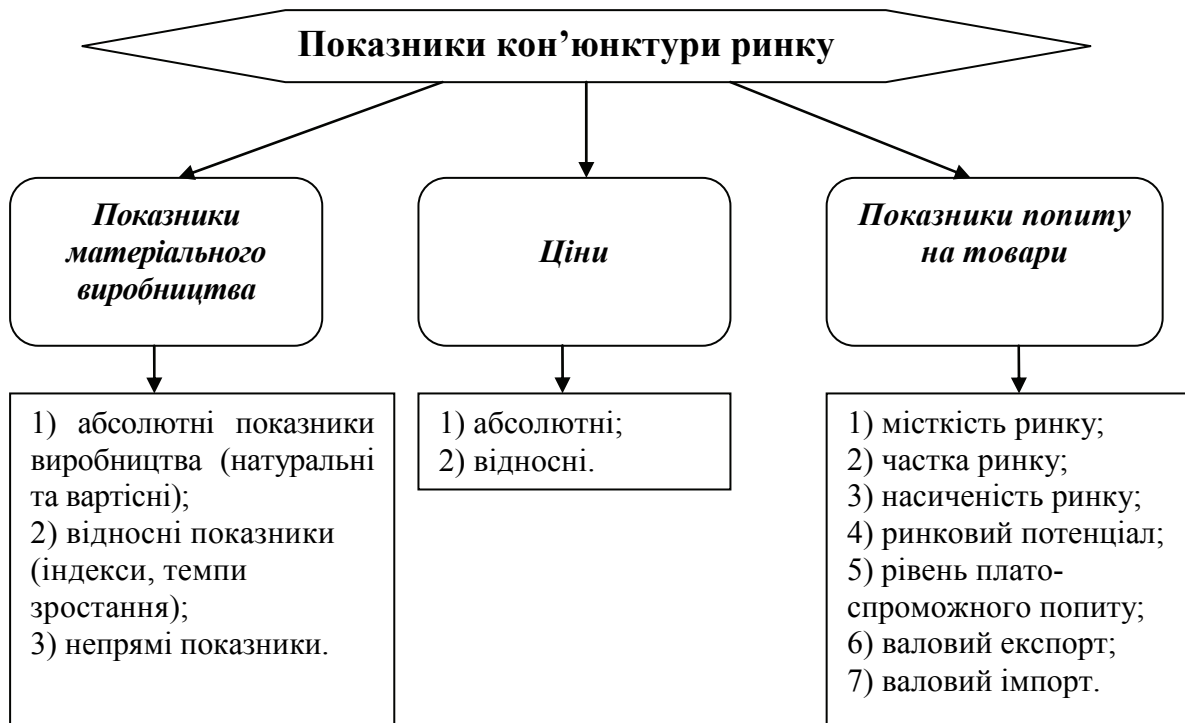 Показники кон’юнктури ринку
Показники
матеріального
виробництва
Ціни
Показники попиту
на товари
1) абсолютні показники
виробництва (натуральні
та вартісні);
2) відносні показники
(індекси, темпи
зростання);
3) непрямі показники.
1) абсолютні;
2) відносні.
1) місткість ринку;
2) частка ринку;
3) насиченість ринку;
4) ринковий потенціал;
5) рівень плато-
спроможного попиту;
6) валовий експорт;
7) валовий імпорт.